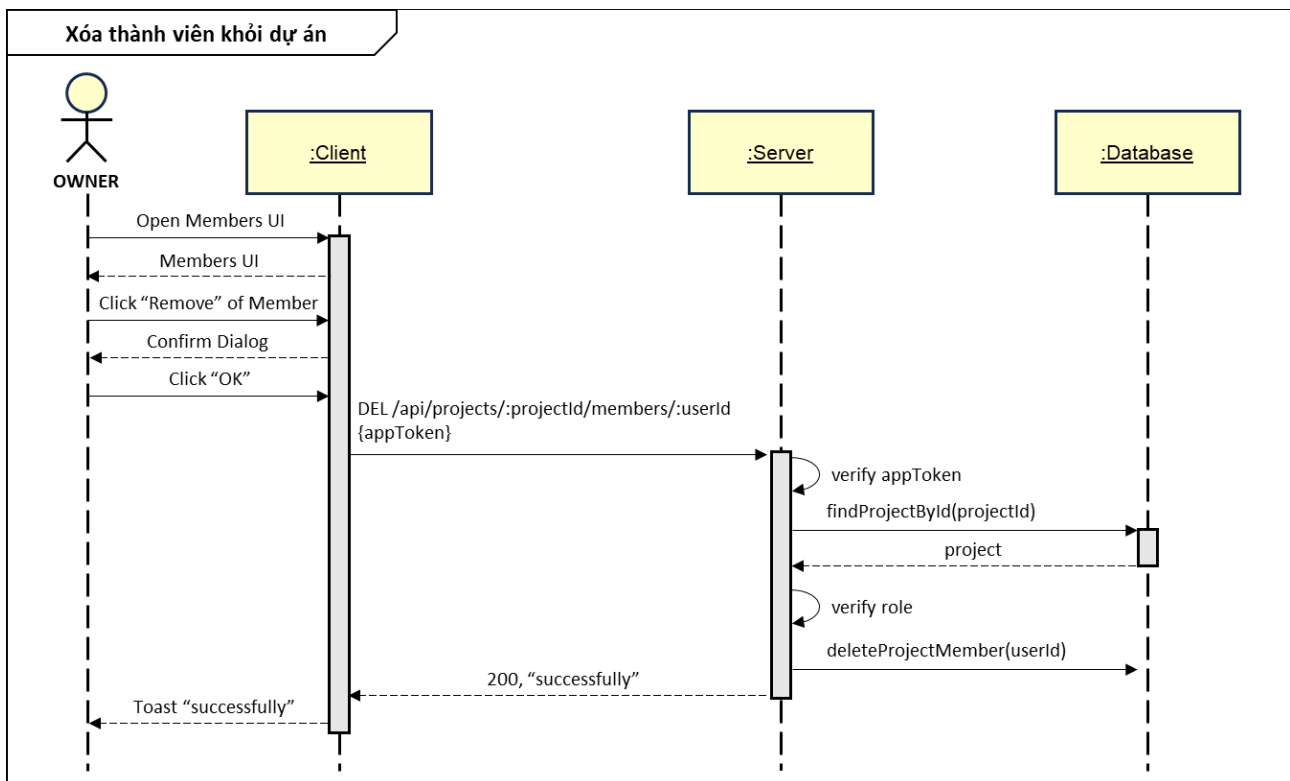 Xóa thành viên khỏi dự án
OWNER
:Client
:Server
:Database
Open Members UI
Members UI
Click “Remove” of Member
Confirm Dialog
Click “OK”
DEL /api/projects/:projectId/members/:userId
{appToken}
verify appToken
findProjectById(projectId)
project
verify role
deleteProjectMember(userId)
200, “successfully”
Toast “successfully”